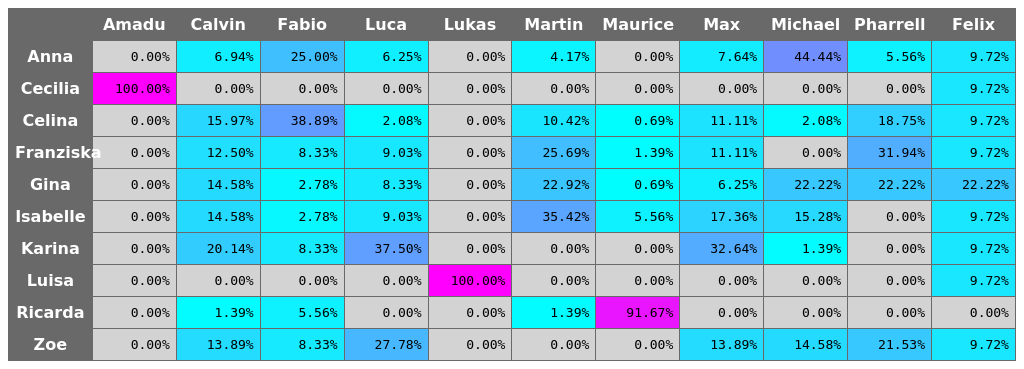 Amadu Calvin Fabio Luca Lukas Martin Maurice Max Michael Pharrell Felix
Anna 0.00% 6.94% 25.00% 6.25% 0.00% 4.17% 0.00% 7.64% 44.44% 5.56% 9.72%
Cecilia 100.00% 0.00% 0.00% 0.00% 0.00% 0.00% 0.00% 0.00% 0.00% 0.00% 9.72%
Celina 0.00% 15.97% 38.89% 2.08% 0.00% 10.42% 0.69% 11.11% 2.08% 18.75% 9.72%
Franziska 0.00% 12.50% 8.33% 9.03% 0.00% 25.69% 1.39% 11.11% 0.00% 31.94% 9.72%
Gina 0.00% 14.58% 2.78% 8.33% 0.00% 22.92% 0.69% 6.25% 22.22% 22.22% 22.22%
Isabelle 0.00% 14.58% 2.78% 9.03% 0.00% 35.42% 5.56% 17.36% 15.28% 0.00% 9.72%
Karina 0.00% 20.14% 8.33% 37.50% 0.00% 0.00% 0.00% 32.64% 1.39% 0.00% 9.72%
Luisa 0.00% 0.00% 0.00% 0.00% 100.00% 0.00% 0.00% 0.00% 0.00% 0.00% 9.72%
Ricarda 0.00% 1.39% 5.56% 0.00% 0.00% 1.39% 91.67% 0.00% 0.00% 0.00% 0.00%
Zoe 0.00% 13.89% 8.33% 27.78% 0.00% 0.00% 0.00% 13.89% 14.58% 21.53% 9.72%